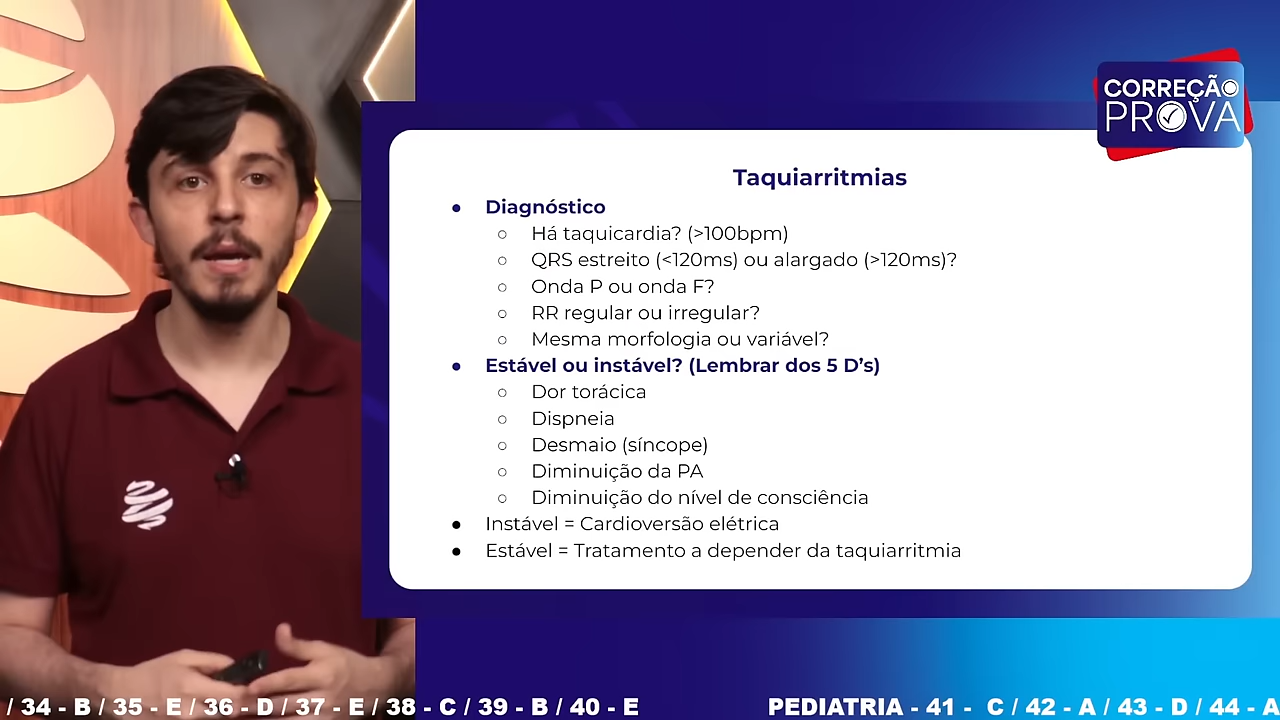 CORREÇÃO
PROVA
Taquiarritmias
● Diagnóstico
○ Há taquicardia? (>100bpm)
○ QRS estreito (<120ms) ou alargado (>120ms)?
○ Onda P ou onda F?
○ RR regular ou irregular?
○ Mesma morfologia ou variável?
● Estável ou instável? (Lembrar dos 5 D’s)
○ Dor torácica
○ Dispneia
○ Desmaio (síncope)
○ Diminuição da PA
○ Diminuição do nível de consciência
● Instável = Cardioversão elétrica
● Estável = Tratamento a depender da taquiarritmia
/ 34 - B / 35 - E / 36 - D / 37 - E / 38 - C / 39 - B / 40 - E PEDIATRIA - 41 - C / 42 - A / 43 - D / 44 - A